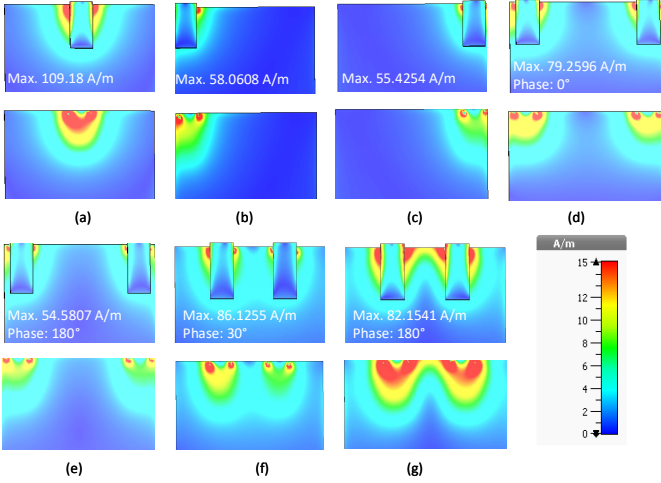 Max. 109.18 A/m
Max. 58.0608 A/m
Max. 55.4254 A/m
Max. 79.2596 A/m
Phase: 0°
(a)
(b)
(c)
(d)
Max. 54.5807 A/m
Phase: 180°
Max. 86.1255 A/m
Phase: 30°
Max. 82.1541 A/m
Phase: 180°
A/m
15
12
10
8
6
4
2
0
(e)
(f)
(g)